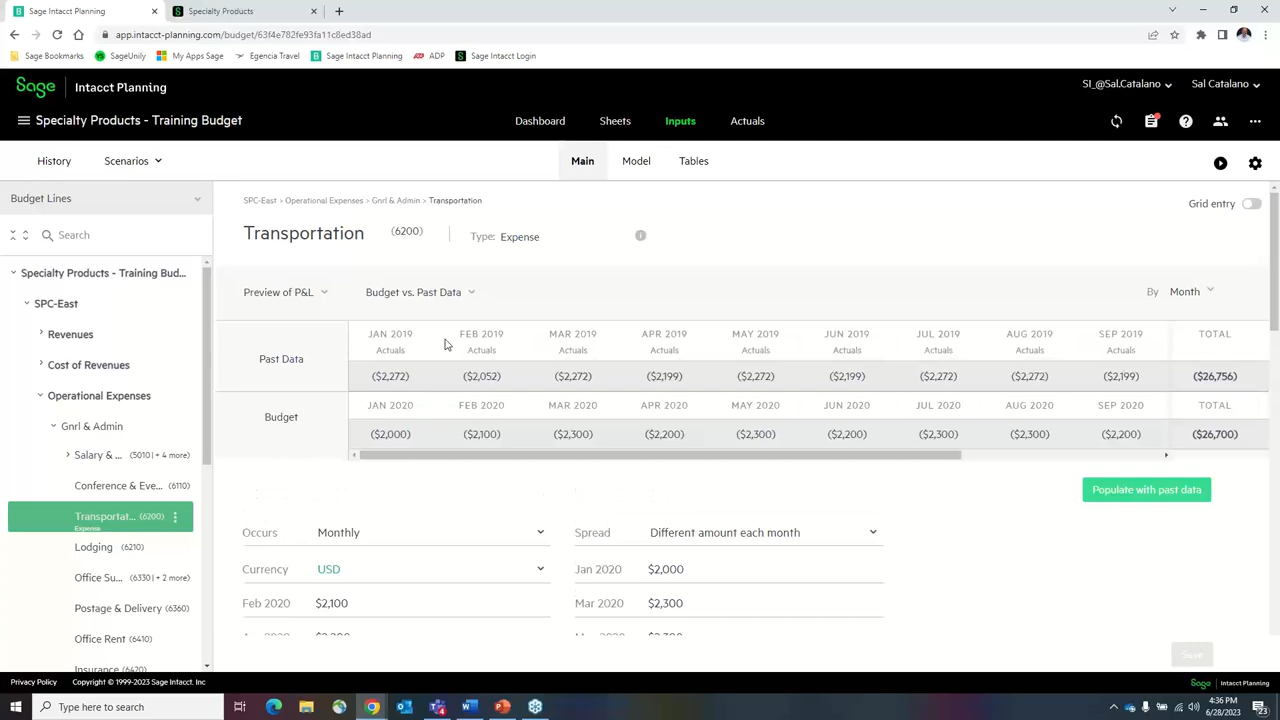 Sage Intacct Planning
Specialty Products
app.intacct-planning.com/budget/63f4e782fe93fa11c8ed38ad
Sage Bookmarks
SageUnily
My Apps Sage
Egencia Travel
Sage Intacct Planning
ADP
Sage Intacct Login
Sage
Intacct Planning
SI_@Sal.Catalano
Sal Catalano
Specialty Products - Training Budget
Dashboard
Sheets
Inputs
Actuals
History
Scenarios
Main
Model
Tables
Budget Lines
Search
Specialty Products - Training Bud...
SPC-East
Revenues
Cost of Revenues
Operational Expenses
Gnrl & Admin
Salary & ... (5010| + 4 more)
Conference & Eve... (6110)
Transportat... (6200)
Expense
Lodging (6210)
Office Su... (6330| + 2 more)
Postage & Delivery (6360)
Office Rent (6410)
Insurance (6420)
SPC-East > Operational Expenses > Gnrl & Admin > Transportation
Grid entry
Transportation (6200) Type: Expense
Preview of P&L
Budget vs. Past Data
By Month
Past Data
JAN 2019 FEB 2019 MAR 2019 APR 2019 MAY 2019 JUN 2019 JUL 2019 AUG 2019 SEP 2019 TOTAL
Actuals Actuals Actuals Actuals Actuals Actuals Actuals Actuals Actuals
($2,272) ($2,052) ($2,272) ($2,199) ($2,272) ($2,199) ($2,272) ($2,272) ($2,199) ($26,756)
Budget
JAN 2020 FEB 2020 MAR 2020 APR 2020 MAY 2020 JUN 2020 JUL 2020 AUG 2020 SEP 2020 TOTAL
($2,000) ($2,100) ($2,300) ($2,200) ($2,300) ($2,200) ($2,300) ($2,300) ($2,200) ($26,700)
Populate with past data
Occurs Monthly
Spread Different amount each month
Currency USD
Jan 2020 $2,000
Feb 2020 $2,100
Mar 2020 $2,300
Save
Privacy Policy
Copyright © 1999-2023 Sage Intacct. Inc
Sage Intacct Planning
Type here to search
4:36 PM
6/28/2023
23